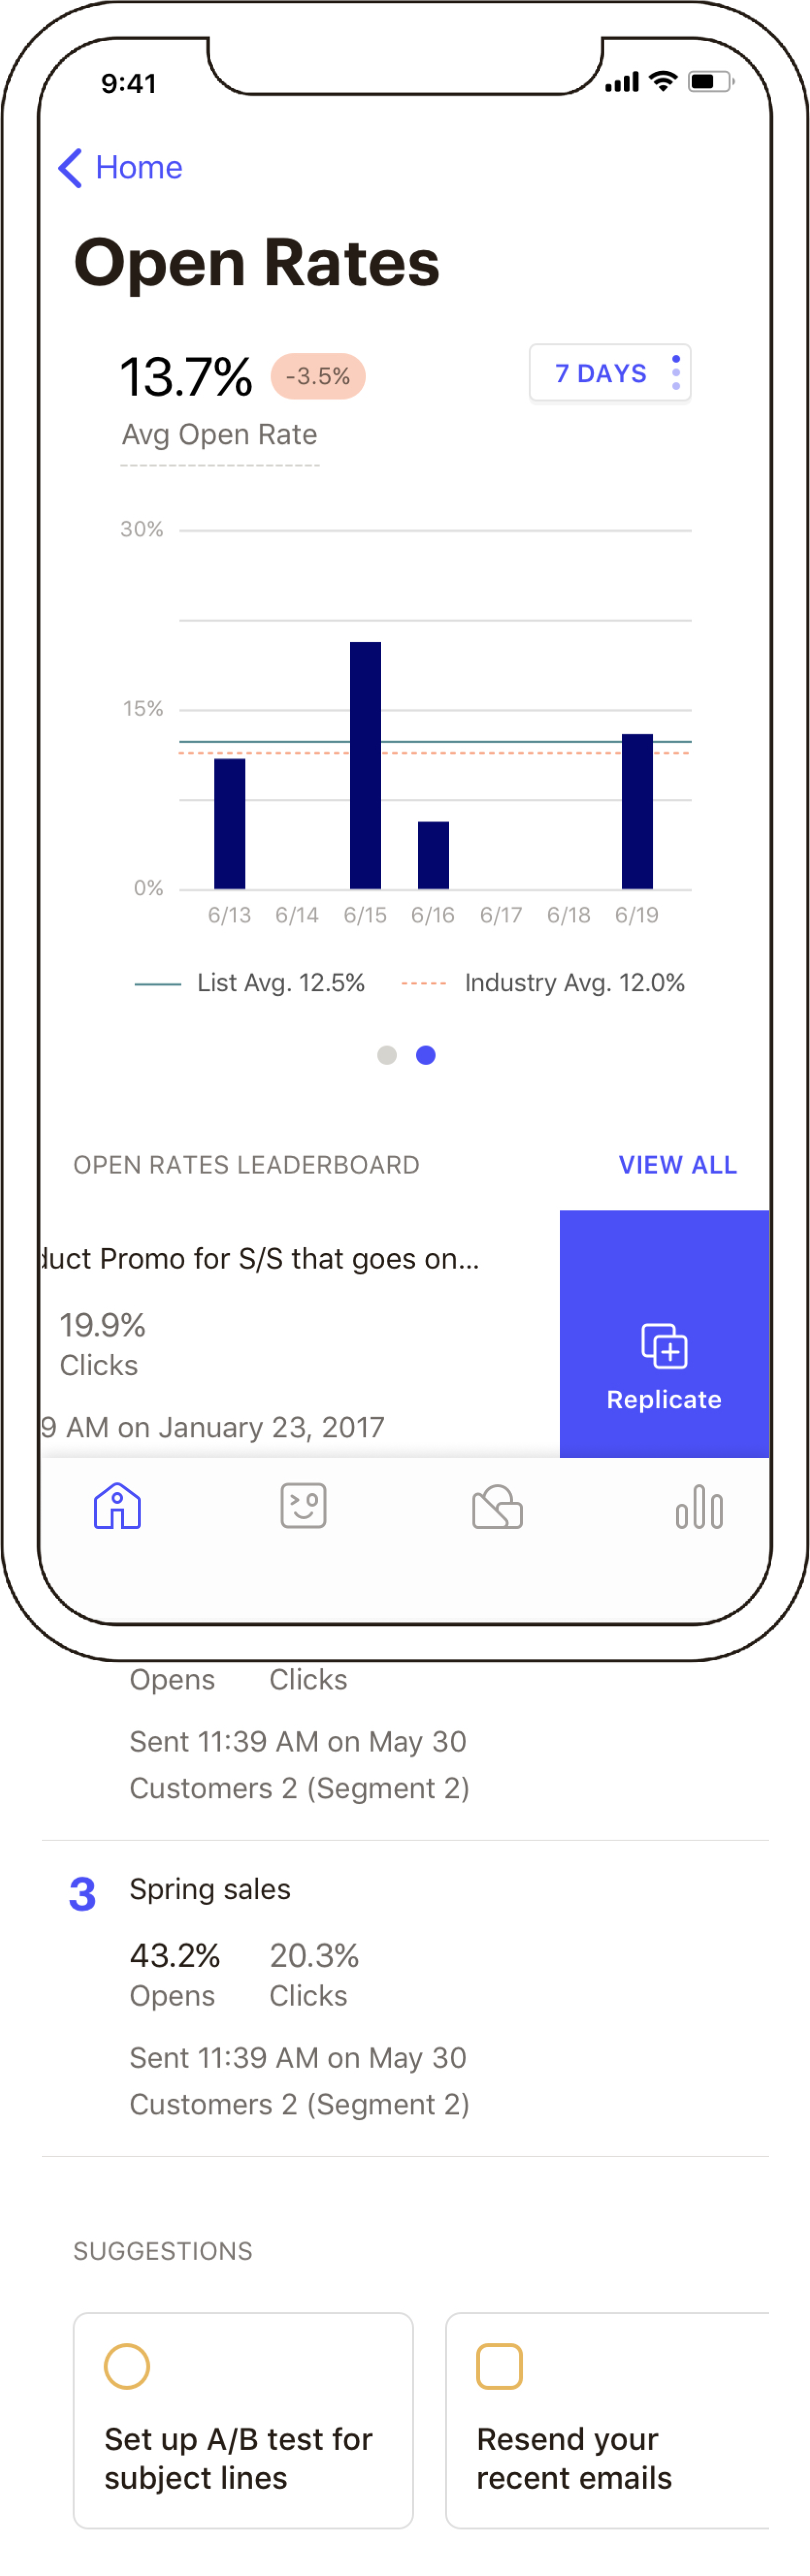 9:41
Home
Open Rates
13.7% -3.5%
7 DAYS
Avg Open Rate
30%
15%
0%
6/13 6/14 6/15 6/16 6/17 6/18 6/19
List Avg. 12.5% Industry Avg. 12.0%
OPEN RATES LEADERBOARD VIEW ALL
duct Promo for S/S that goes on...
19.9%
Clicks
Replicate
9 AM on January 23, 2017
Opens Clicks
Sent 11:39 AM on May 30
Customers 2 (Segment 2)
3 Spring sales
43.2% 20.3%
Opens Clicks
Sent 11:39 AM on May 30
Customers 2 (Segment 2)
SUGGESTIONS
Set up A/B test for
subject lines
Resend your
recent emails